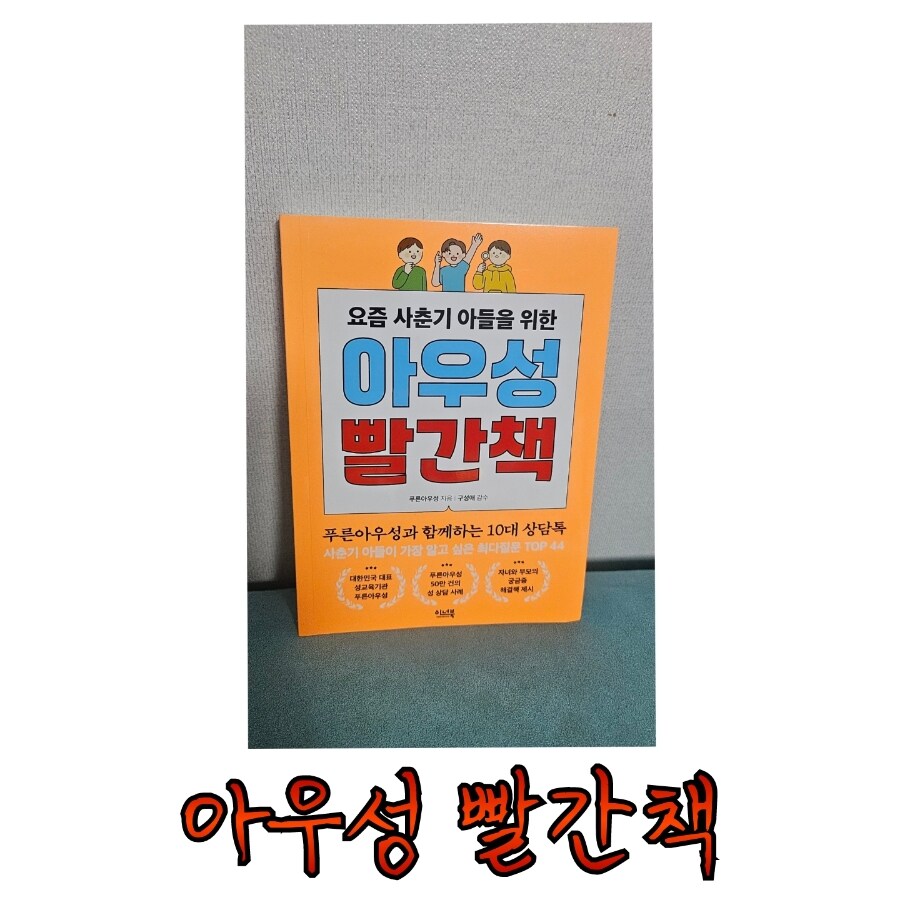 요즘 사춘기 아들을 위한
아우성
빨간책
푸른아우성 지음 | 구성애 감수
푸른아우성과 함께하는 10대 상담톡
사춘기 아들이 가장 알고 싶은 최다질문 TOP 44
대한민국 대표
성교육기관
푸른아우성
푸른아우성
50만 건의
성 상담 사례
자녀와 부모의
궁금증
해결책 제시
이너북
아우성 빨간책